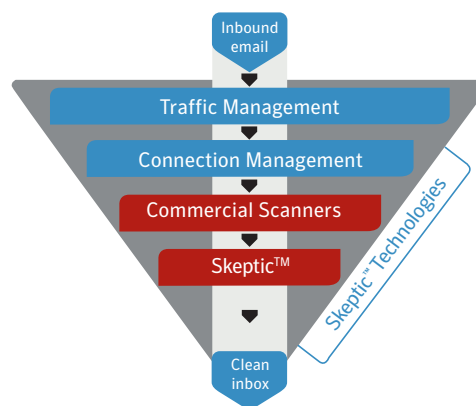 Inbound
email
Traffic Management
Connection Management
Commercial Scanners
Skeptic™
Skeptic™ Technologies
Clean
inbox